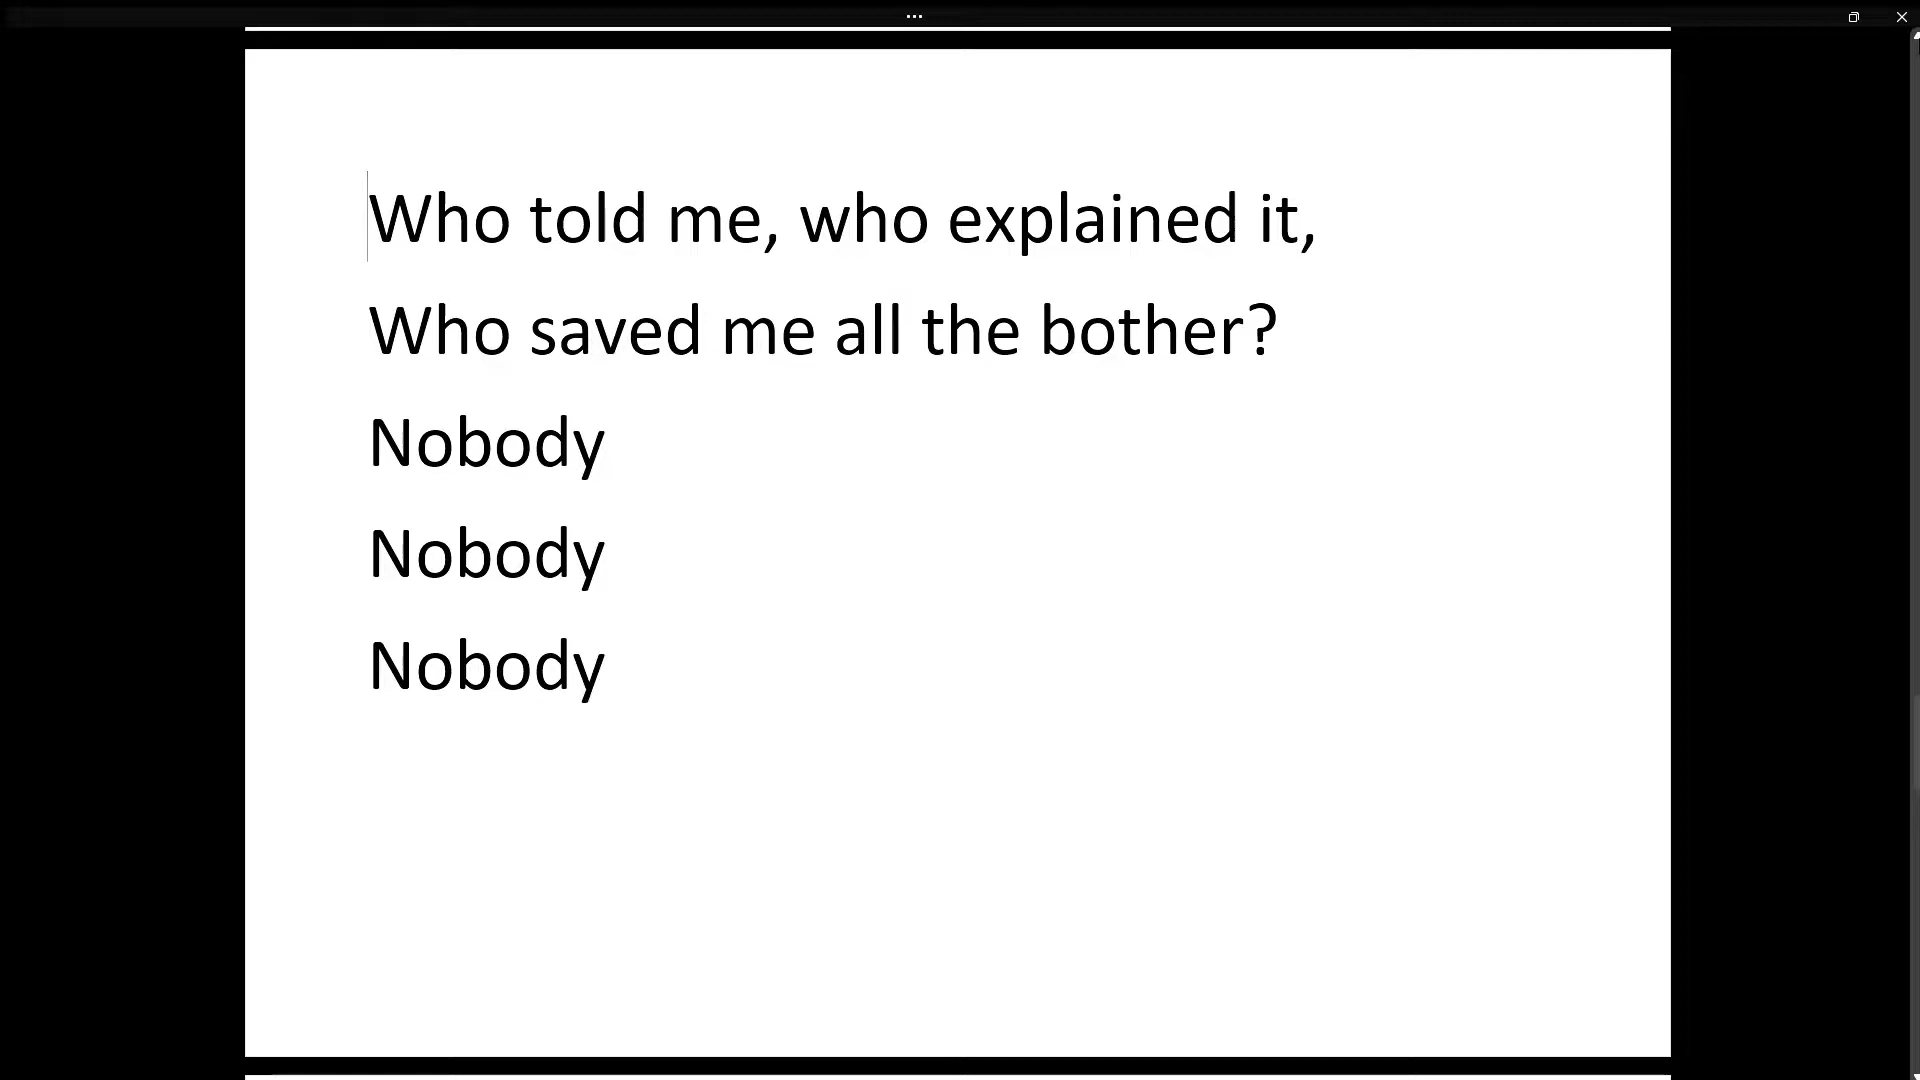 Who told me, who explained it,
Who saved me all the bother?
Nobody
Nobody
Nobody